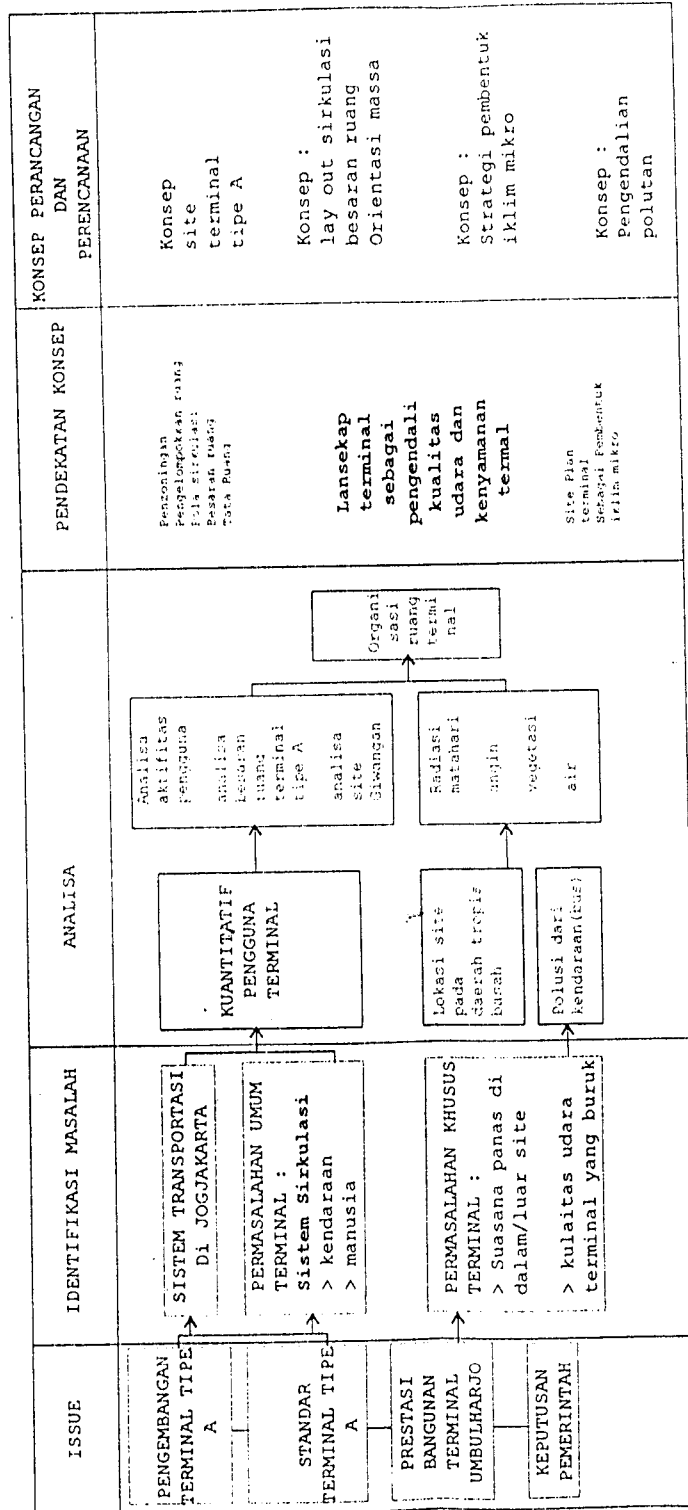 ISSUE
IDENTIFIKASI MASALAH
ANALISA
PENDEKATAN KONSEP
KONSEP PERANCANGAN
DAN
PERENCANAAN
PENGEMBANGAN
TERMINAL TIPE
A
STANDAR
TERMINAL TIPE
A
PRESTASI
BANGUNAN
TERMINAL
UMBULHARJO
KEPUTUSAN
PEMERINTAH
SISTEM TRANSPORTASI
Di JOGJAKARTA
PERMASALAHAN UMUM
TERMINAL :
Sistem Sirkulasi
> kendaraan
> manusia
PERMASALAHAN KHUSUS
TERMINAL :
> Suasana panas di
dalam/luar site
> kulaitas udara
terminal yang buruk
KUANTITATIF
PENGGUNA
TERMINAL
Lokasi site
pada
daerah tropis
basah
Polusi dari
kendaraan(bus)
Analisa
aktifitas
pengguna
analisa
besaran
ruang
terminal
tipe A
analisa
site
Giwangan
Radiasi
matahari
angin
vegetasi
air
Organi
sasi
ruang
termi
nal
Penzoningan
Pengelompokkan ruang
Pola sirkulasi
Besaran ruang
Tata Ruang
Lansekap
terminal
sebagai
pengendali
kualitas
udara dan
kenyamanan
termal
Site Plan
terminal
Sebagai Pembentuk
iklim mikro
Konsep
site
terminal
tipe A
Konsep :
lay out sirkulasi
besaran ruang
Orientasi massa
Konsep :
Strategi pembentuk
iklim mikro
Konsep :
Pengendalian
polutan